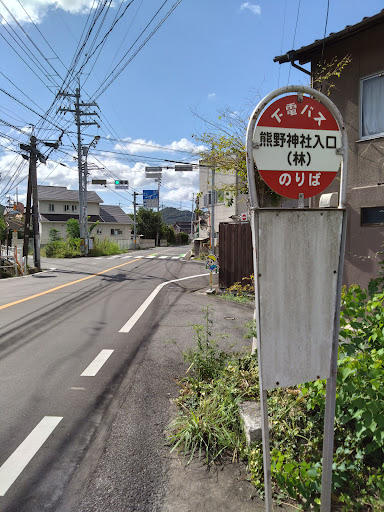 下電バス
熊野神社入口
(林)
のりば